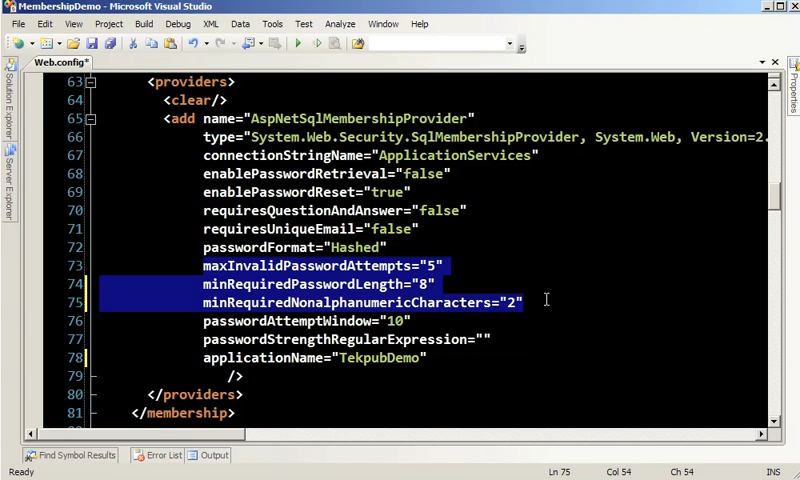 MembershipDemo - Microsoft Visual Studio
File Edit View Project Build Debug XML Data Tools Test Analyze Window Help
Web.config*
Solution Explorer
Server Explorer
Properties
63 <providers>
64 <clear/>
65 <add name="AspNetSqlMembershipProvider"
66 type="System.Web.Security.SqlMembershipProvider, System.Web, Version=2.
67 connectionStringName="ApplicationServices"
68 enablePasswordRetrieval="false"
69 enablePasswordReset="true"
70 requiresQuestionAndAnswer="false"
71 requiresUniqueEmail="false"
72 passwordFormat="Hashed"
73 maxInvalidPasswordAttempts="5"
74 minRequiredPasswordLength="8"
75 minRequiredNonalphanumericCharacters="2"
76 passwordAttemptWindow="10"
77 passwordStrengthRegularExpression=""
78 applicationName="TekpubDemo"
79 />
80 </providers>
81 </membership>
Find Symbol Results Error List Output
Ready Ln 75 Col 54 Ch 54 INS